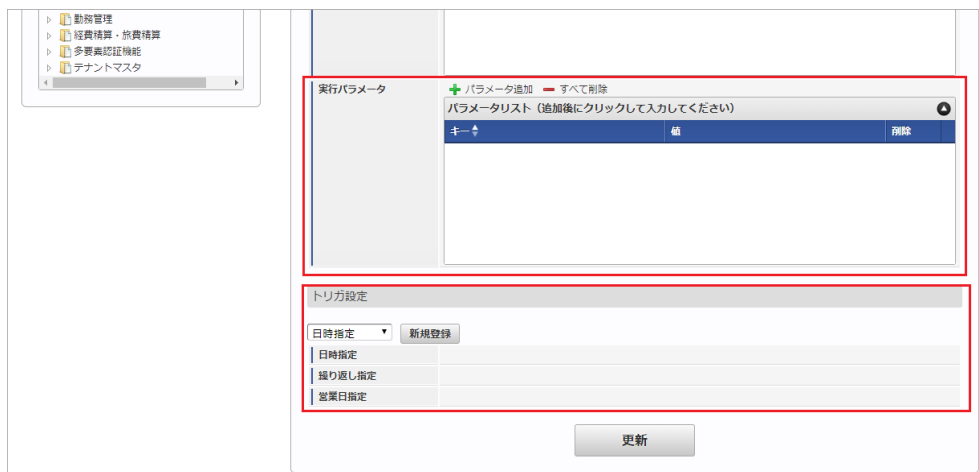 勤務管理
経費精算・旅費精算
多要素認証機能
テナントマスタ
実行パラメータ
パラメータ追加 すべて削除
パラメータリスト（追加後にクリックして入力してください）
キー 値 削除
トリガ設定
日時指定 新規登録
日時指定
繰り返し指定
営業日指定
更新